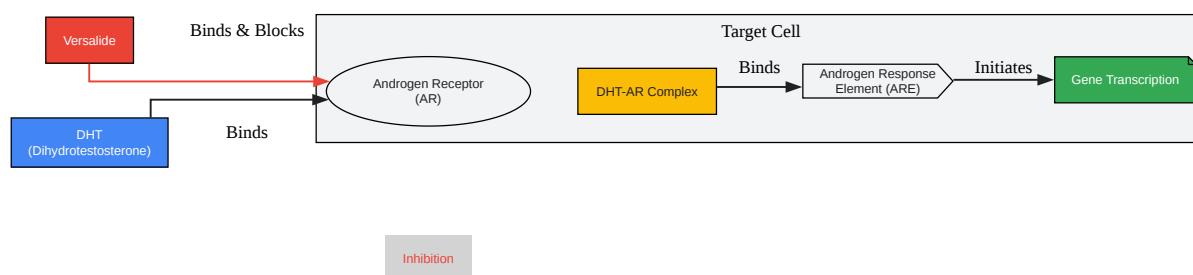 Versalide
Binds & Blocks
Target Cell
Androgen Receptor
(AR)
DHT-AR Complex
Binds
Androgen Response
Element (ARE)
Initiates
Gene Transcription
DHT
(Dihydrotestosterone)
Binds
Inhibition